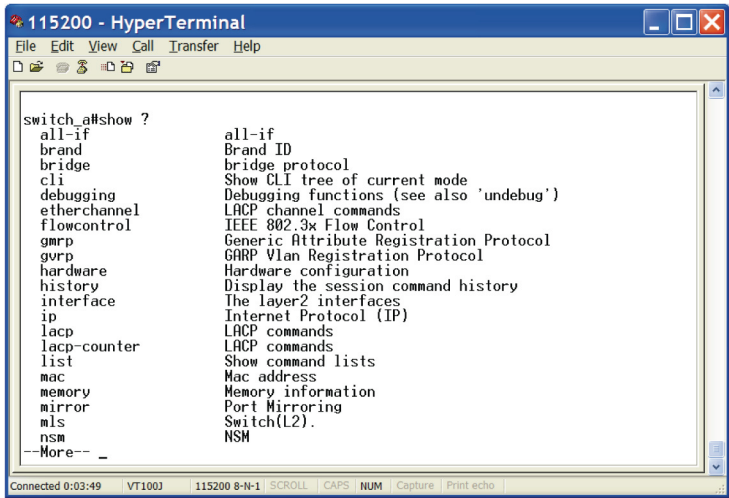 115200 - HyperTerminal
File Edit View Call Transfer Help
switch_a#show ?
all-if all-if
brand Brand ID
bridge bridge protocol
cli Show CLI tree of current mode
debugging Debugging functions (see also 'undebug')
etherchannel LACP channel commands
flowcontrol IEEE 802.3x Flow Control
gmrp Generic Attribute Registration Protocol
gvrp GARP Vlan Registration Protocol
hardware Hardware configuration
history Display the session command history
interface The layer2 interfaces
ip Internet Protocol (IP)
lacp LACP commands
lacp-counter LACP commands
list Show command lists
mac Mac address
memory Memory information
mirror Port Mirroring
mls Switch(L2).
nsm NSM
--More-- _
Connected 0:03:49 VT100J 115200 8-N-1 SCROLL CAPS NUM Capture Print echo